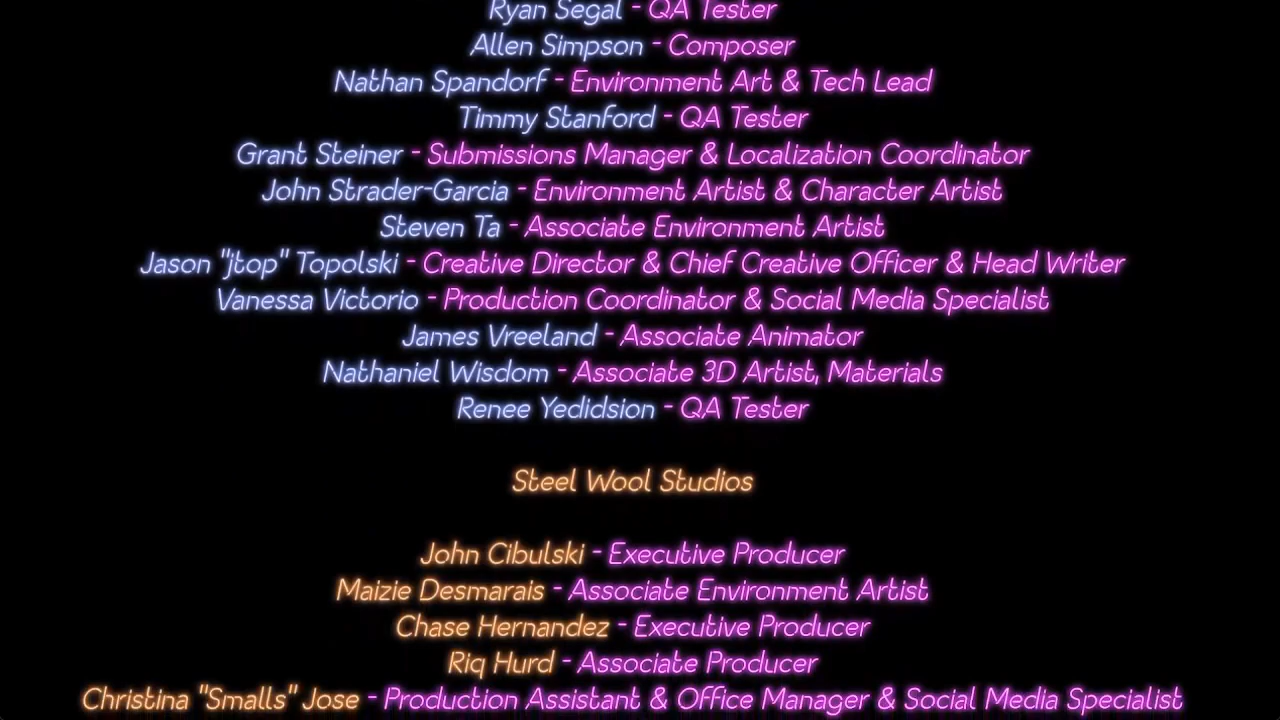 Ryan Segal - QA Tester
Allen Simpson - Composer
Nathan Spandorf - Environment Art & Tech Lead
Timmy Stanford - QA Tester
Grant Steiner - Submissions Manager & Localization Coordinator
John Strader-Garcia - Environment Artist & Character Artist
Steven Ta - Associate Environment Artist
Jason "jtop" Topolski - Creative Director & Chief Creative Officer & Head Writer
Vanessa Victorio - Production Coordinator & Social Media Specialist
James Vreeland - Associate Animator
Nathaniel Wisdom - Associate 3D Artist, Materials
Renee Yedidsion - QA Tester
Steel Wool Studios
John Cibulski - Executive Producer
Maizie Desmarais - Associate Environment Artist
Chase Hernandez - Executive Producer
Riq Hurd - Associate Producer
Christina "Smalls" Jose - Production Assistant & Office Manager & Social Media Specialist